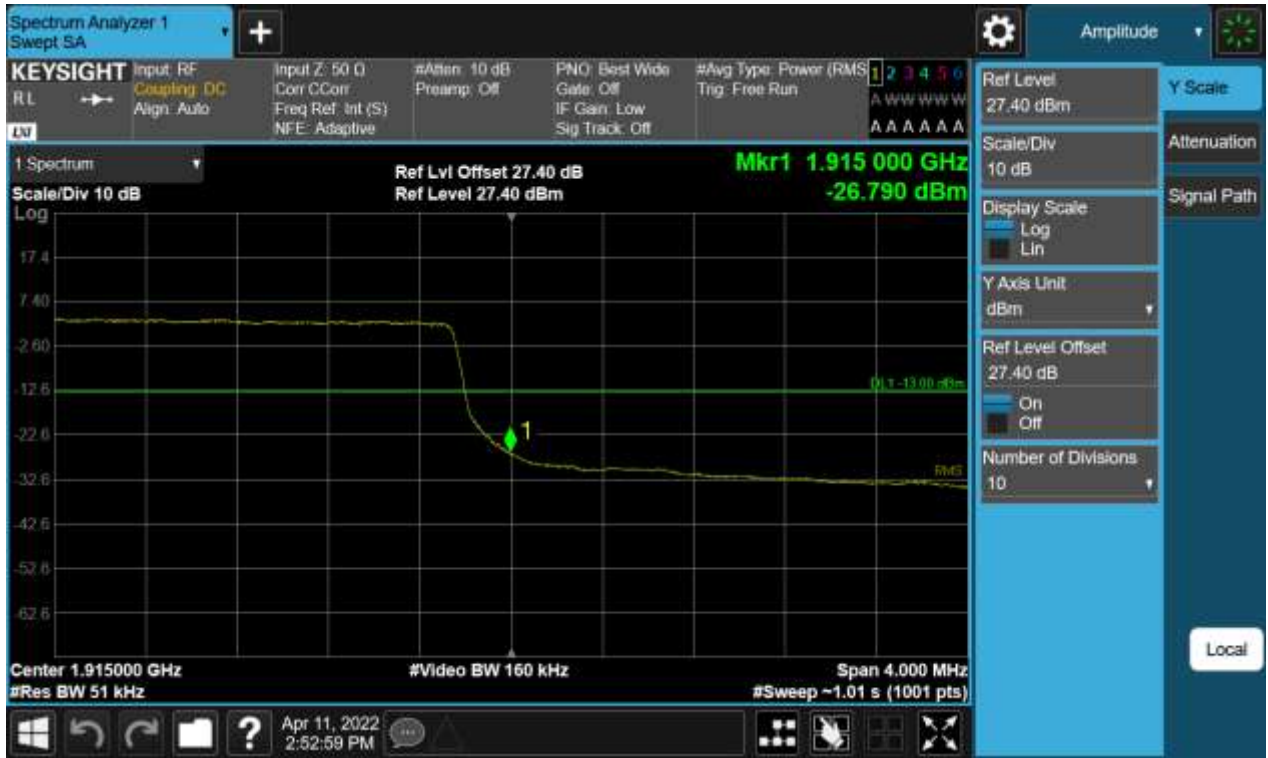 Spectrum Analyzer 1
Swept SA
Amplitude
KEYSIGHT
RL
LXI
Input: RF
Coupling: DC
Align: Auto
Input Z: 50 Ω
Corr CCorr
Freq Ref: Int (S)
NFE: Adaptive
#Atten: 10 dB
Preamp: Off
PNO: Best Wide
Gate: Off
IF Gain: Low
Sig Track: Off
#Avg Type: Power (RMS
Trig: Free Run
1 2 3 4 5 6
A W W W W W
A A A A A A
1 Spectrum
Scale/Div 10 dB
Ref Lvl Offset 27.40 dB
Ref Level 27.40 dBm
Mkr1 1.915 000 GHz
-26.790 dBm
Log
17.4
7.40
-2.60
-12.6
-22.6
-32.6
-42.6
-52.6
-62.6
DL1 -13.00 dBm
1
RMS
Center 1.915000 GHz
#Res BW 51 kHz
#Video BW 160 kHz
Span 4.000 MHz
#Sweep ~1.01 s (1001 pts)
Ref Level
27.40 dBm
Scale/Div
10 dB
Display Scale
Log
Lin
Y Axis Unit
dBm
Ref Level Offset
27.40 dB
On
Off
Number of Divisions
10
Y Scale
Attenuation
Signal Path
Local
?
Apr 11, 2022
2:52:59 PM